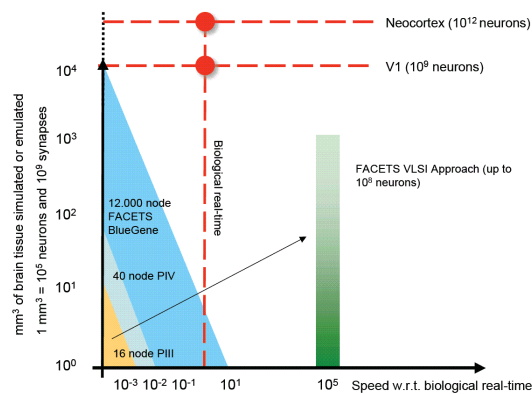 Neocortex (10¹² neurons)
V1 (10⁹ neurons)
mm³ of brain tissue simulated or emulated
1 mm³ = 10⁵ neurons and 10⁹ synapses
10⁴
10³
10²
10¹
10⁰
Biological real-time
FACETS VLSI Approach (up to
10⁸ neurons)
12.000 node
FACETS
BlueGene
40 node PIV
16 node PIII
10⁻³ 10⁻² 10⁻¹ 10¹ 10⁵ Speed w.r.t. biological real-time